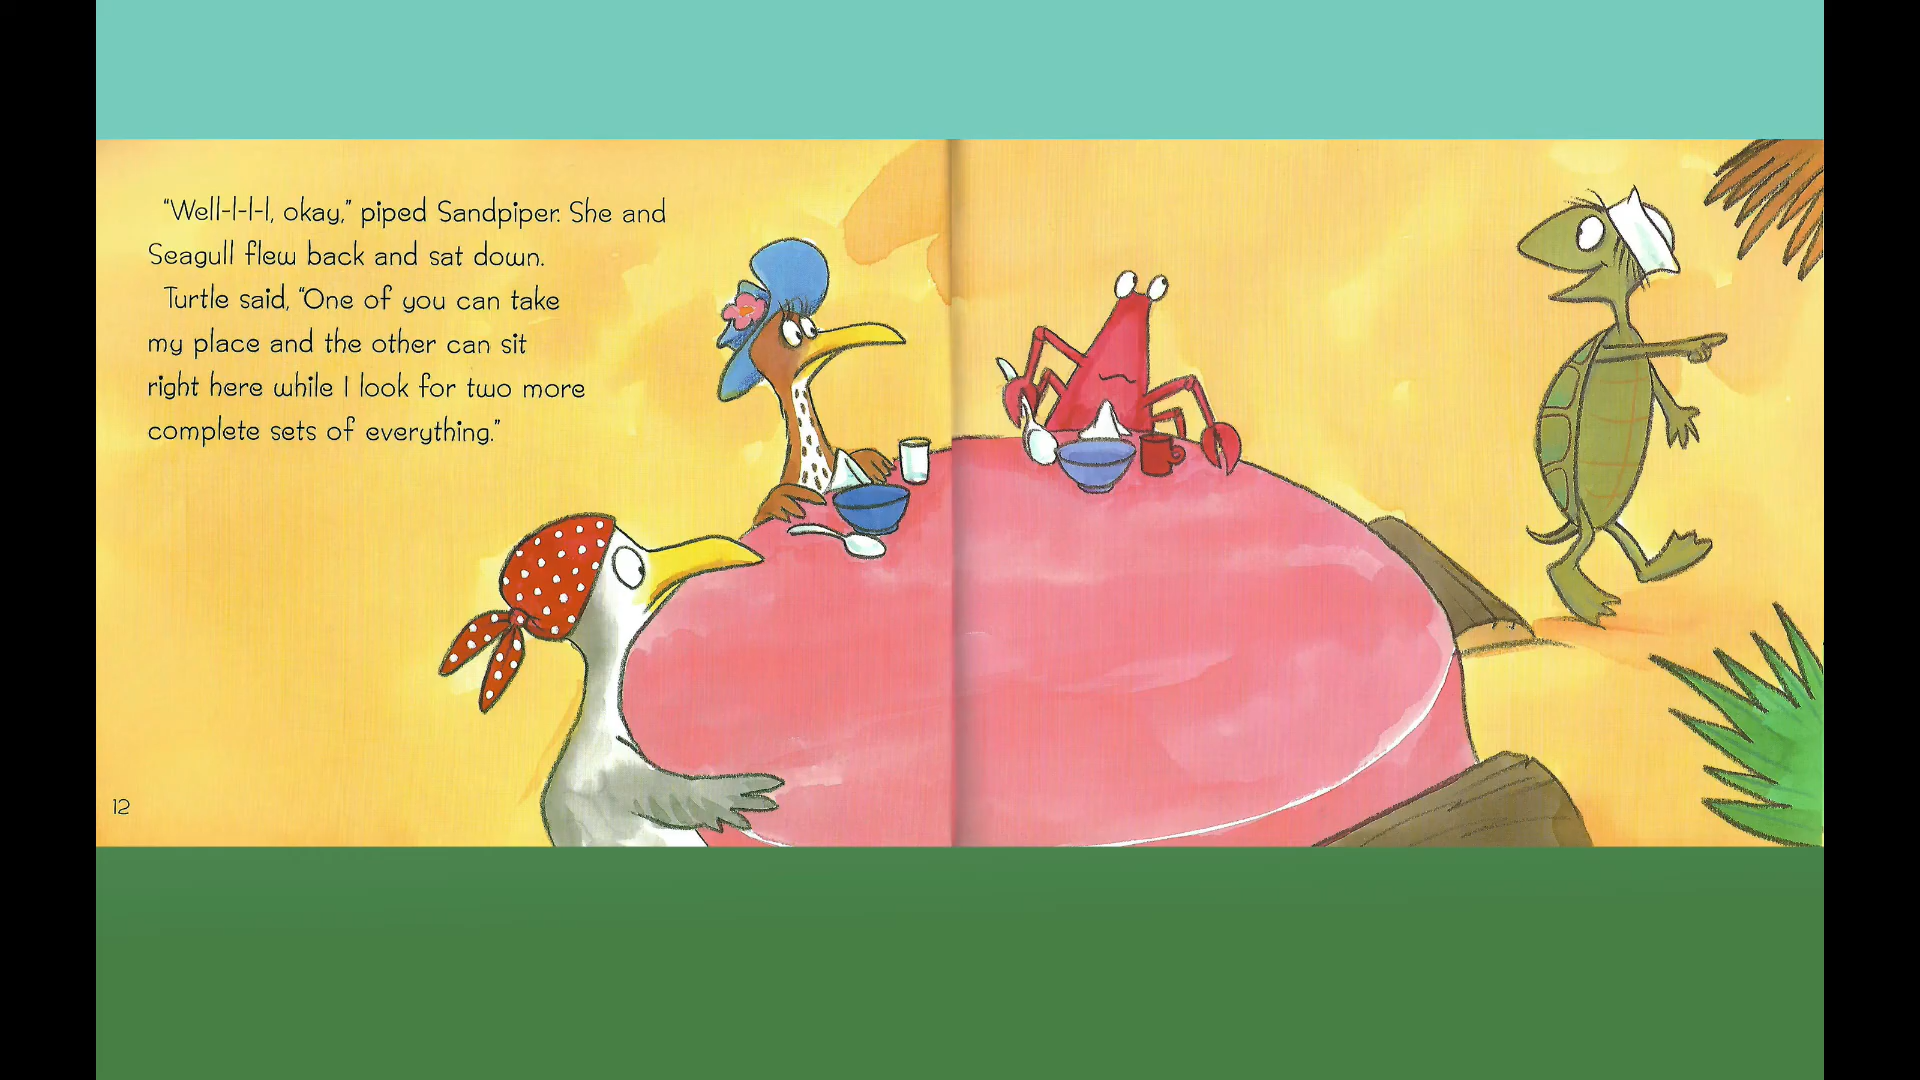 “Well-l-l-l, okay,” piped Sandpiper. She and
Seagull flew back and sat down.
Turtle said, “One of you can take
my place and the other can sit
right here while I look for two more
complete sets of everything.”
12